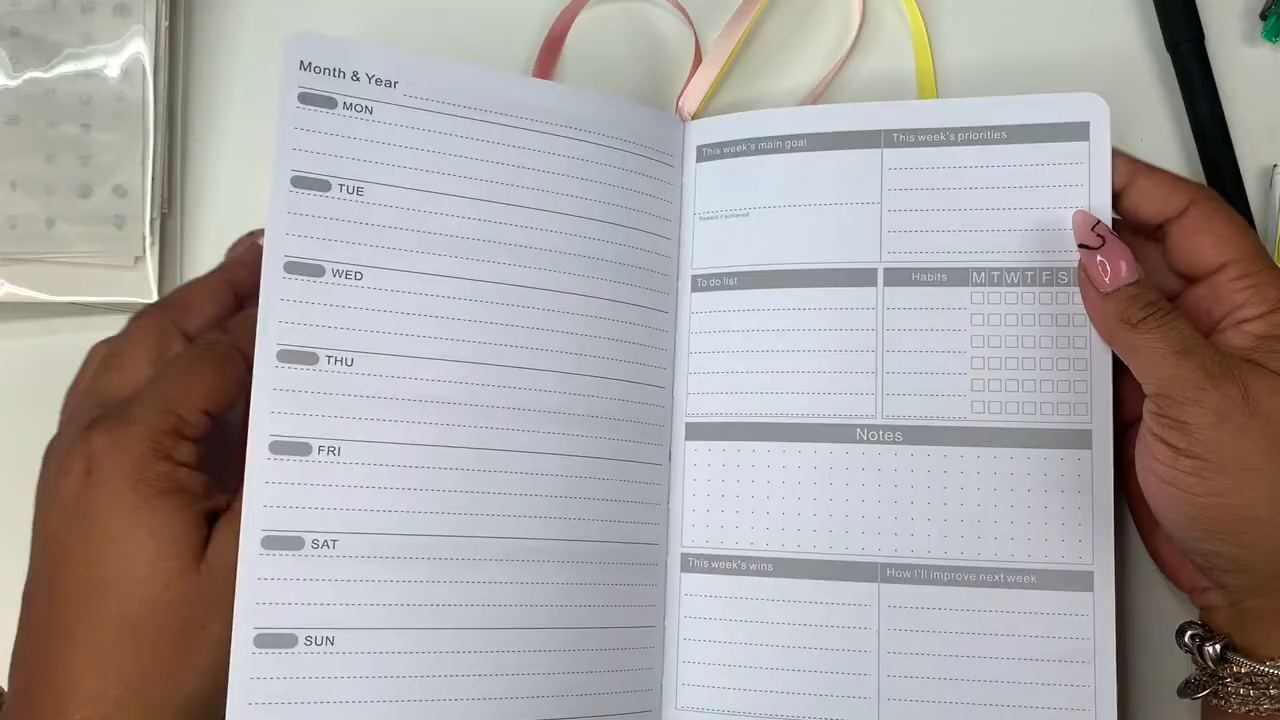 Month & Year
MON
TUE
WED
THU
FRI
SAT
SUN
This week's main goal
This week's priorities
To do list
Habits M T W T F S
Notes
This week's wins
How I'll improve next week